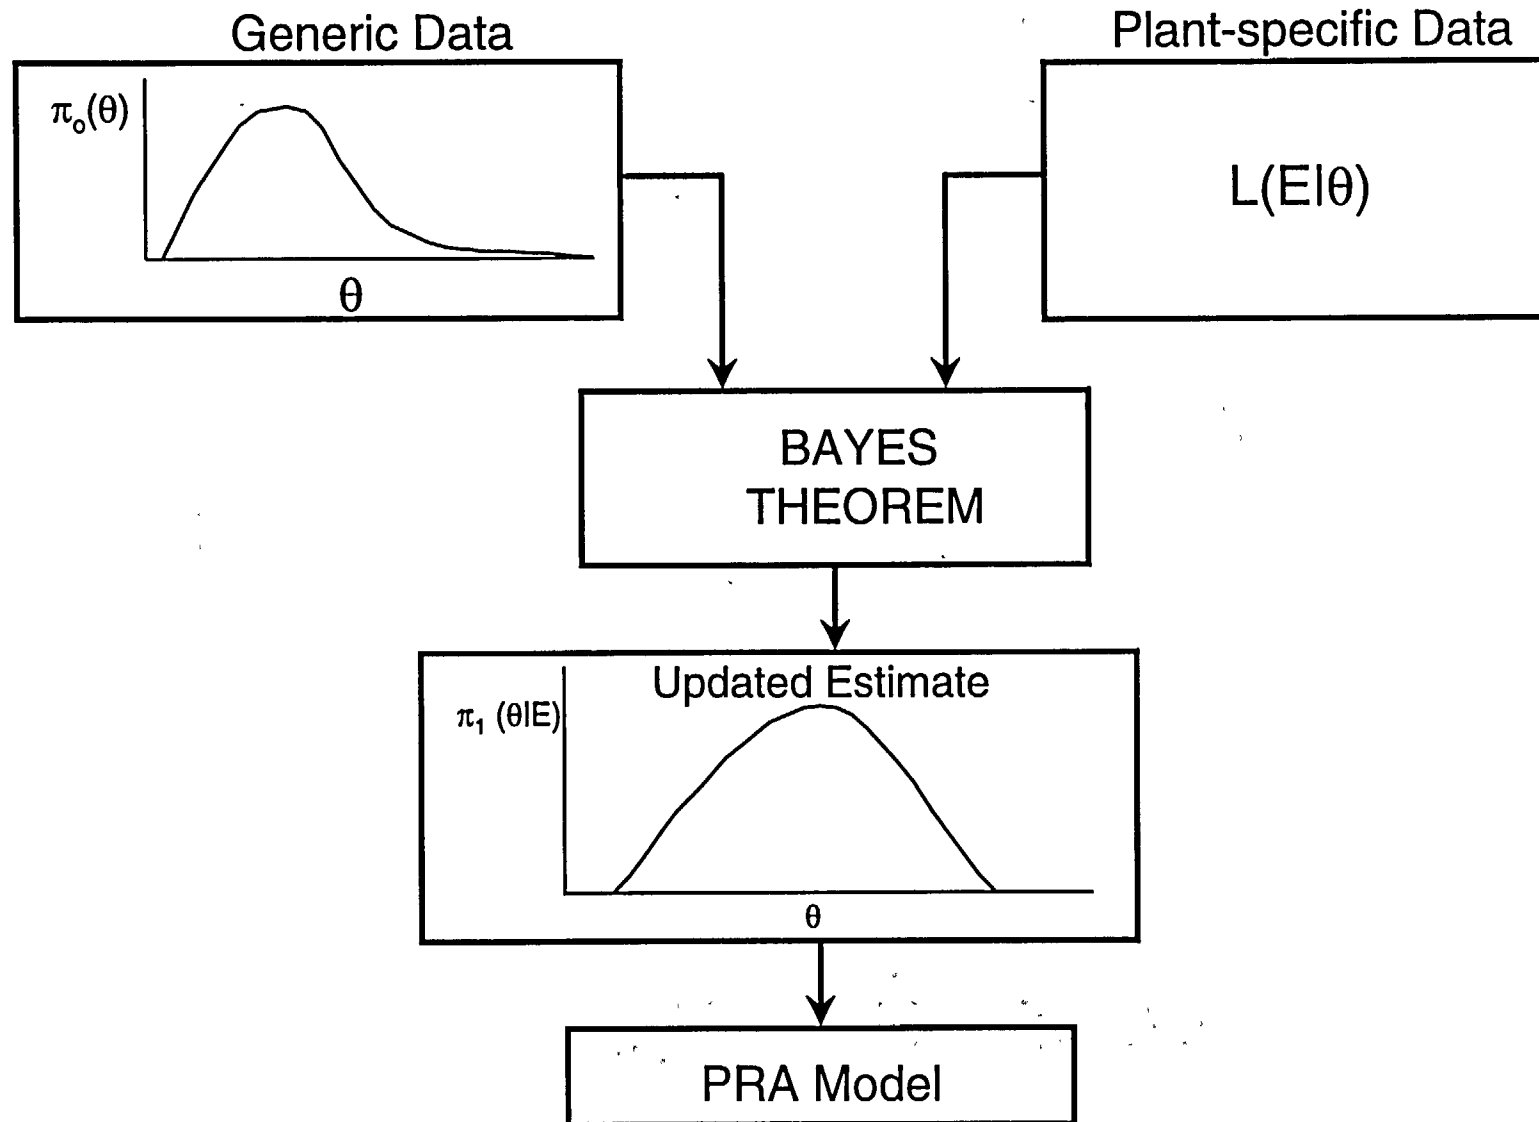 Generic Data
Plant-specific Data
π₀(θ)
θ
L(E|θ)
BAYES
THEOREM
Updated Estimate
π₁ (θ|E)
θ
PRA Model